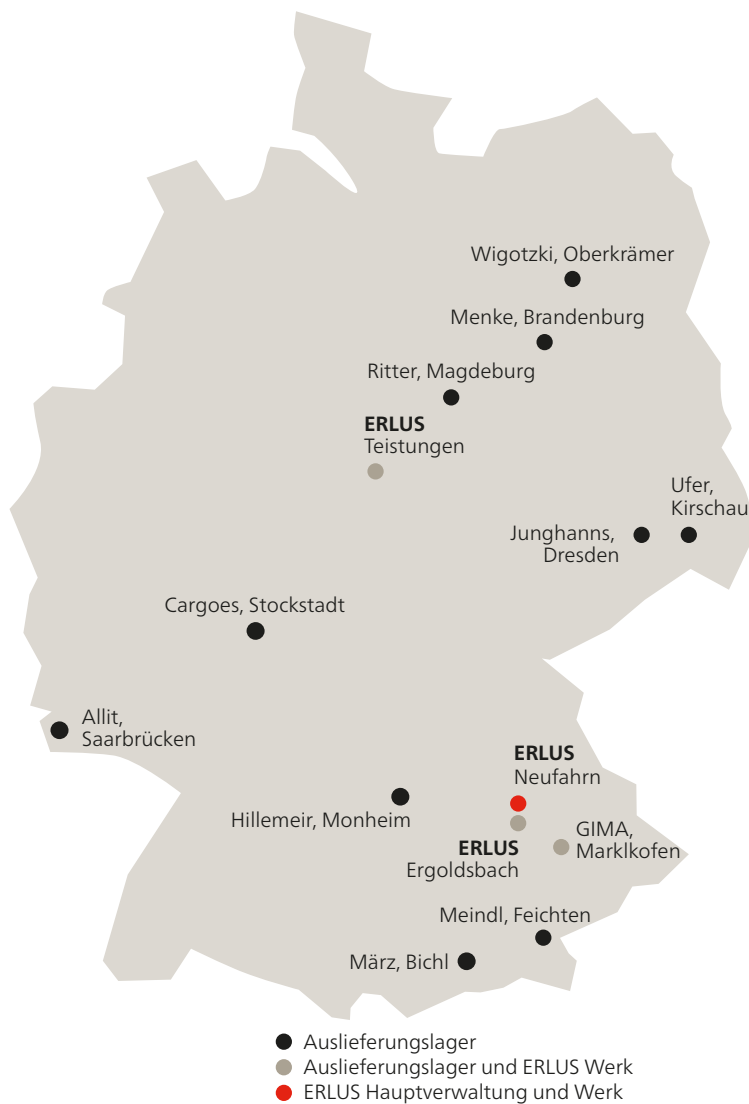 Wigotzki, Oberkrämer
Menke, Brandenburg
Ritter, Magdeburg
ERLUS
Teistungen
Ufer,
Kirschau
Junghanns,
Dresden
Cargoes, Stockstadt
Allit,
Saarbrücken
ERLUS
Neufahrn
Hillemeir, Monheim
GIMA,
Marklkofen
ERLUS
Ergoldsbach
Meindl, Feichten
März, Bichl
Auslieferungslager
Auslieferungslager und ERLUS Werk
ERLUS Hauptverwaltung und Werk